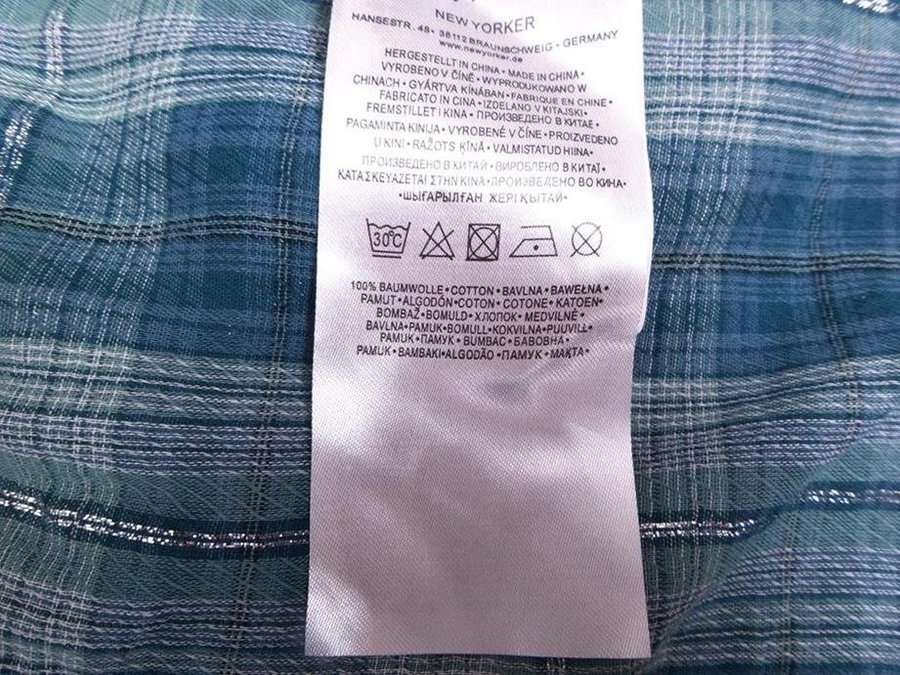 NEW YORKER
HANSESTR. 48 • 38112 BRAUNSCHWEIG • GERMANY
www.newyorker.de
HERGESTELLT IN CHINA • MADE IN CHINA •
VYROBENO V ČÍNĚ • WYPRODUKOWANO W
CHINACH • GYÁRTVA KÍNÁBAN • FABRIQUE EN CHINE •
FABRICATO IN CINA • IZDELANO V KITAJSKI •
FREMSTILLET I KINA • ПРОИЗВЕДЕНО В КИТАЕ •
PAGAMINTA KINIJA • VYROBENÉ V ČÍNE • PROIZVEDENO
U KINI • RAŽOTS ĶĪNĀ • VALMISTATUD HIINA •
ПРОИЗВЕДЕНО В КИТАЙ • ВИРОБЛЕНО В КИТАЇ •
ΚΑΤΑΣΚΕΥΑΖΕΤΑΙ ΣΤΗΝ ΚΙΝΑ • ПРОИЗВЕДЕНО ВО КИНА •
• ШЫҒАРЫЛҒАН ЖЕРІ ҚЫТАЙ •
30°C
100% BAUMWOLLE • COTTON • BAVLNA • BAWEŁNA •
PAMUT • ALGODÓN • COTON • COTONE • KATOEN •
BOMBAŽ • BOMULD • ХЛОПОК • MEDVILNĖ •
BAVLNA • PAMUK • BOMULL • KOKVILNA • PUUVILL •
PAMUK • ПАМУК • BUMBAC • БАВОВНА •
PAMUK • BAMBAKI • ALGODÃO • ПАМУК • МАҚТА •